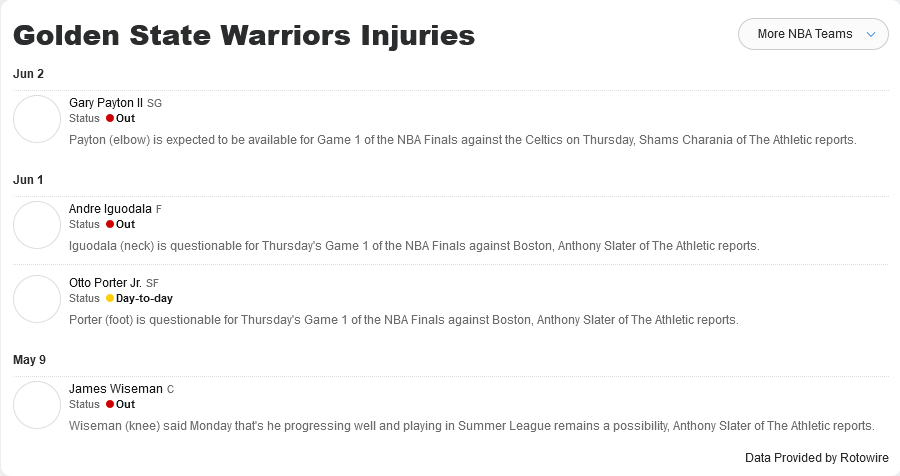 Golden State Warriors Injuries
More NBA Teams
Jun 2
Gary Payton II SG
Status Out
Payton (elbow) is expected to be available for Game 1 of the NBA Finals against the Celtics on Thursday, Shams Charania of The Athletic reports.
Jun 1
Andre Iguodala F
Status Out
Iguodala (neck) is questionable for Thursday's Game 1 of the NBA Finals against Boston, Anthony Slater of The Athletic reports.
Otto Porter Jr. SF
Status Day-to-day
Porter (foot) is questionable for Thursday's Game 1 of the NBA Finals against Boston, Anthony Slater of The Athletic reports.
May 9
James Wiseman C
Status Out
Wiseman (knee) said Monday that's he progressing well and playing in Summer League remains a possibility, Anthony Slater of The Athletic reports.
Data Provided by Rotowire